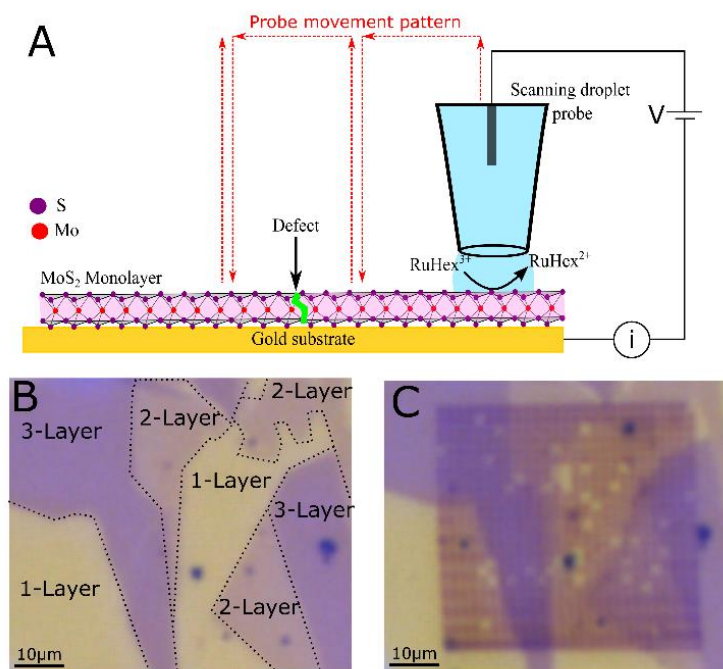 A
Probe movement pattern
Scanning droplet
probe
V
S
Mo
Defect
RuHex³⁺
RuHex²⁺
MoS₂ Monolayer
Gold substrate
i
B
3-Layer
2-Layer
2-Layer
1-Layer
3-Layer
1-Layer
2-Layer
10μm
C
10μm